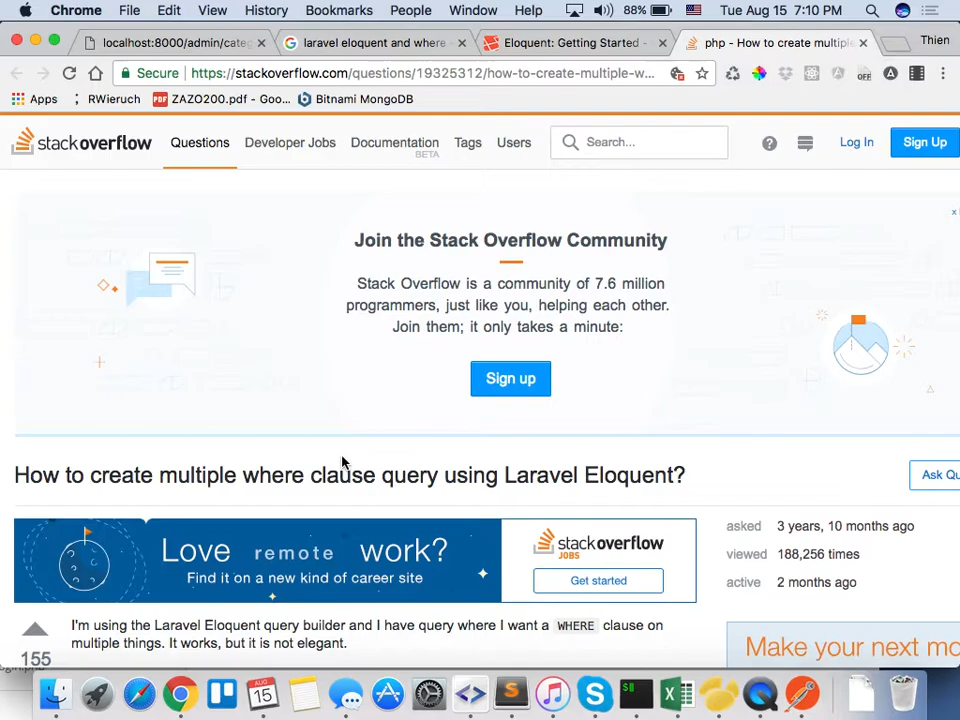 Chrome File Edit View History Bookmarks People Window Help 88% Tue Aug 15 7:10 PM
localhost:8000/admin/cate
laravel eloquent and where
Eloquent: Getting Started -
php - How to create multiple
Thien
Secure https://stackoverflow.com/questions/19325312/how-to-create-multiple-w...
OFF
Apps RWieruch PDF ZAZO200.pdf - Goo... Bitnami MongoDB
stackoverflow Questions Developer Jobs Documentation Tags Users Search... Log In Sign Up
BETA
x
Join the Stack Overflow Community
Stack Overflow is a community of 7.6 million
programmers, just like you, helping each other.
Join them; it only takes a minute:
Sign up
How to create multiple where clause query using Laravel Eloquent?
Ask Qu
Love remote work?
Find it on a new kind of career site
stackoverflow
JOBS
Get started
asked 3 years, 10 months ago
viewed 188,256 times
active 2 months ago
155
I'm using the Laravel Eloquent query builder and I have query where I want a WHERE clause on
multiple things. It works, but it is not elegant.
Make your next mo
AUG
15